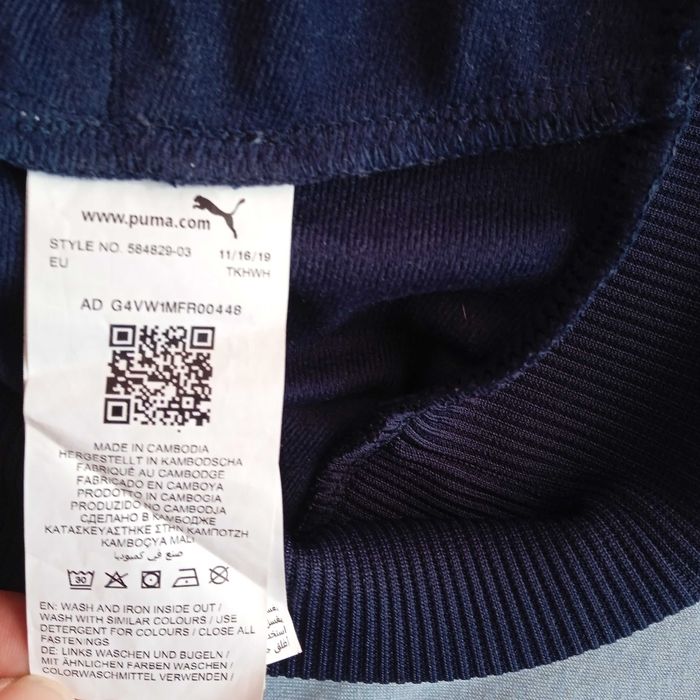 www.puma.com
STYLE NO. 584829-03 11/16/19
EU TKHWH
AD G4VW1MFR00448
MADE IN CAMBODIA
HERGESTELLT IN KAMBODSCHA
FABRIQUÉ AU CAMBODGE
FABRICADO EN CAMBOYA
PRODOTTO IN CAMBOGIA
PRODUZIDO NO CAMBODJA
СДЕЛАНО В КАМБОДЖЕ
ΚΑΤΑΣΚΕΥΑΣΤΗΚΕ ΣΤΗΝ ΚΑΜΠΟΤΖΗ
KAMBOÇYA MALI
صنع في كمبوديا
30
EN: WASH AND IRON INSIDE OUT /
WASH WITH SIMILAR COLOURS / USE
DETERGENT FOR COLOURS / CLOSE ALL
FASTENINGS
DE: LINKS WASCHEN UND BUGELN /
MIT ÄHNLICHEN FARBEN WASCHEN /
COLORWASCHMITTEL VERWENDEN /